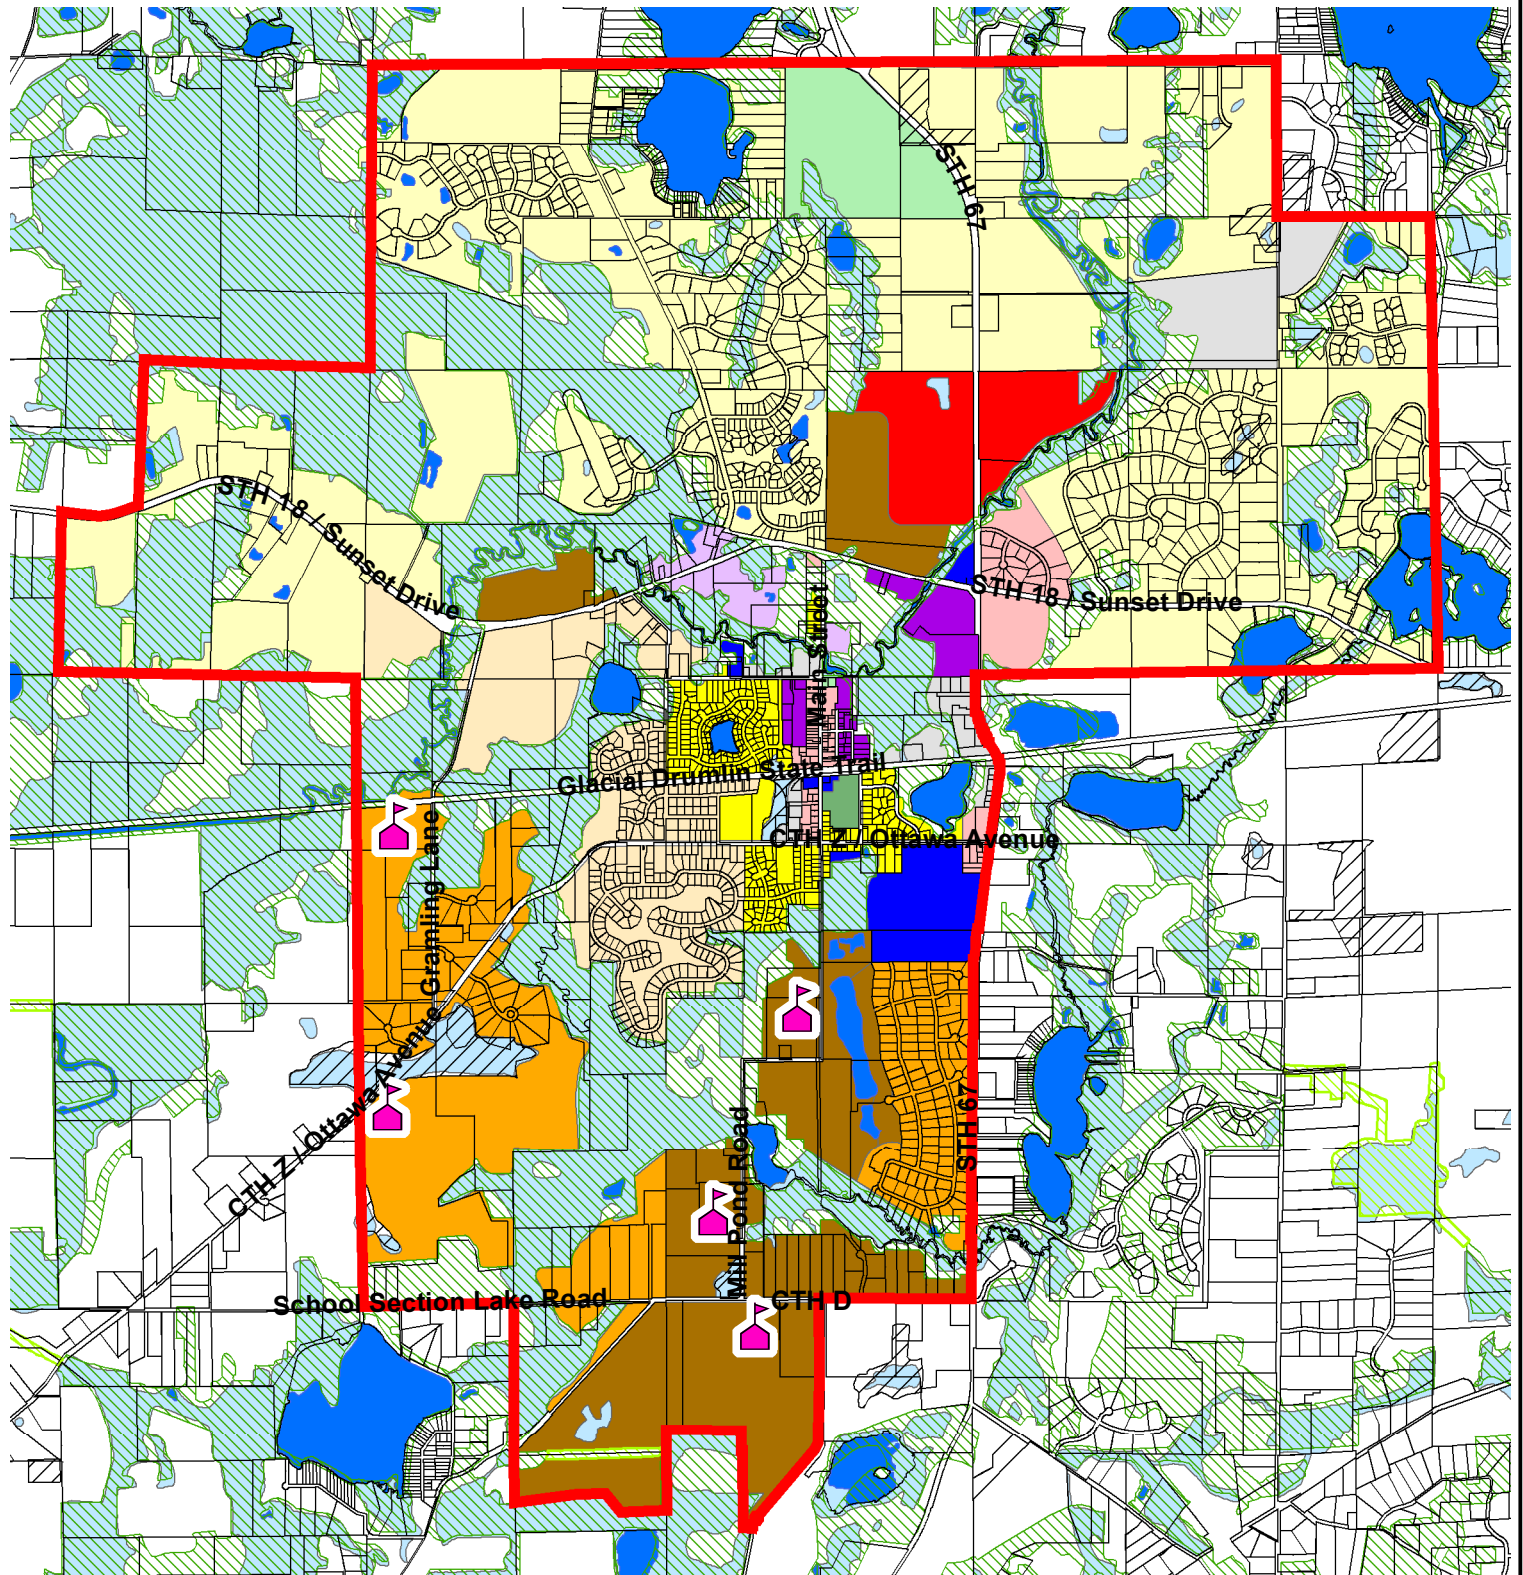 STH 67
STH 18 / Sunset Drive
STH 18 / Sunset Drive
Main Street
Glacial Drumlin State Trail
CTH Z / Ottawa Avenue
Gramling Lane
CTH Z / Ottawa Avenue
Mill Pond Road
STH 67
School Section Lake Road
CTH D